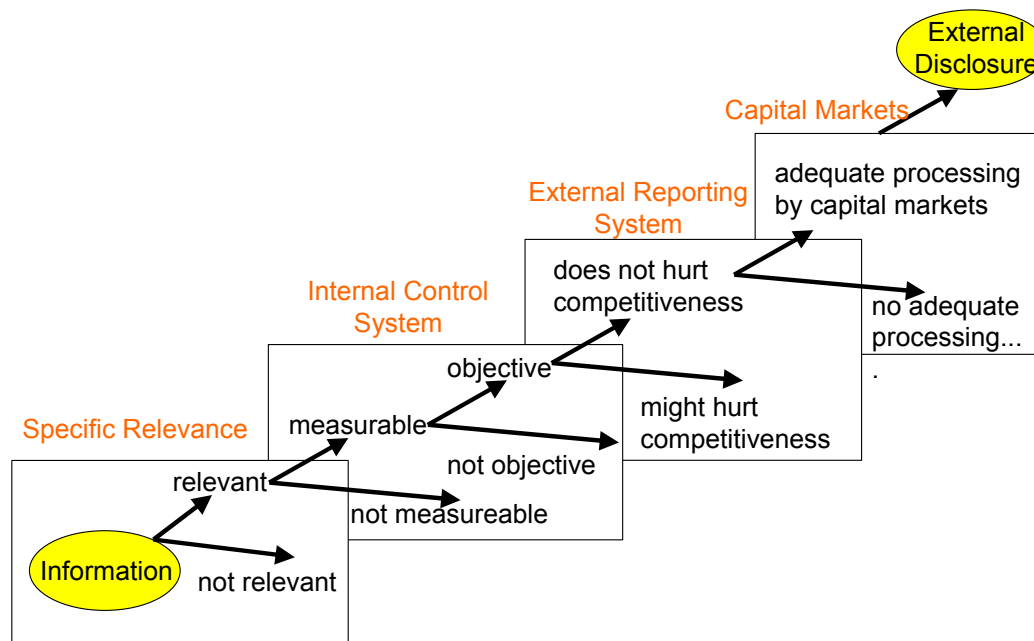 External
Disclosure
Capital Markets
adequate processing
by capital markets
External Reporting
System
does not hurt
competitiveness
no adequate
processing...
.
Internal Control
System
objective
might hurt
competitiveness
Specific Relevance
measurable
not objective
relevant
not measureable
Information
not relevant